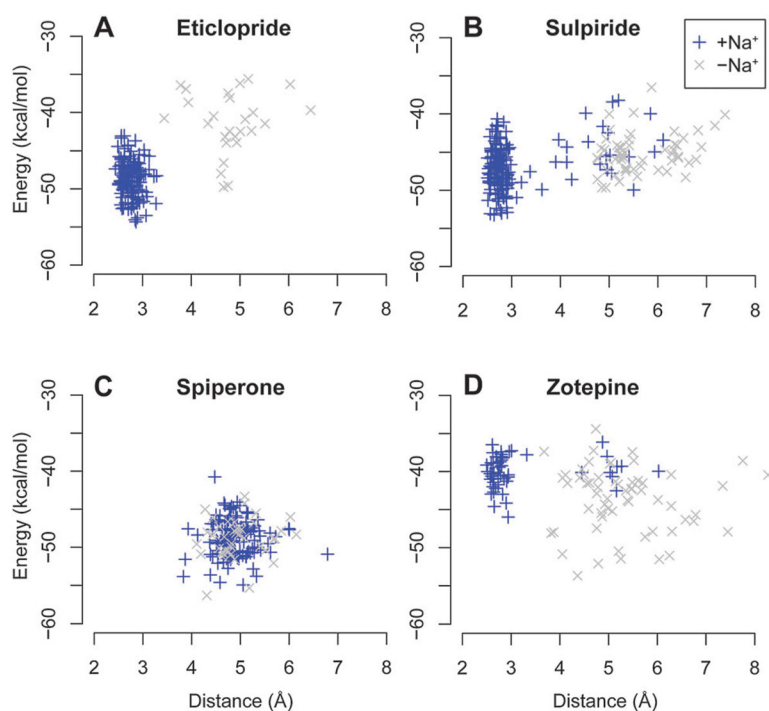 A Eticlopride
Energy (kcal/mol)
−30
−40
−50
−60
2 3 4 5 6 7 8
B Sulpiride
+Na⁺
−Na⁺
−30
−40
−50
−60
2 3 4 5 6 7 8
C Spiperone
Energy (kcal/mol)
−30
−40
−50
−60
2 3 4 5 6 7 8
Distance (Å)
D Zotepine
−30
−40
−50
−60
2 3 4 5 6 7 8
Distance (Å)